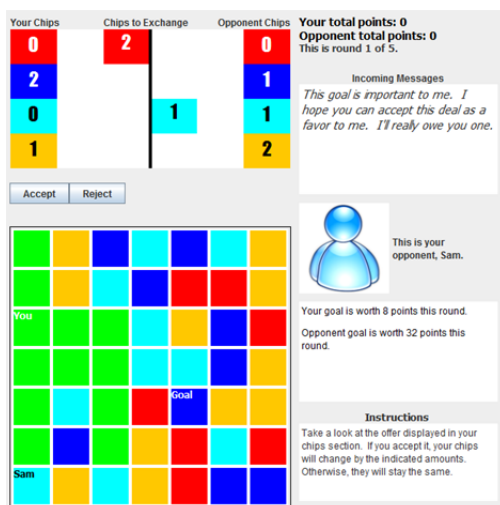 Your Chips Chips to Exchange Opponent Chips
0 2 0
2 1
0 1 1
1 2
Accept Reject
You
Goal
Sam
Your total points: 0
Opponent total points: 0
This is round 1 of 5.
Incoming Messages
This goal is important to me. I
hope you can accept this deal as a
favor to me. I'll really owe you one.
This is your
opponent, Sam.
Your goal is worth 8 points this round.
Opponent goal is worth 32 points this
round.
Instructions
Take a look at the offer displayed in your
chips section. If you accept it, your chips
will change by the indicated amounts.
Otherwise, they will stay the same.